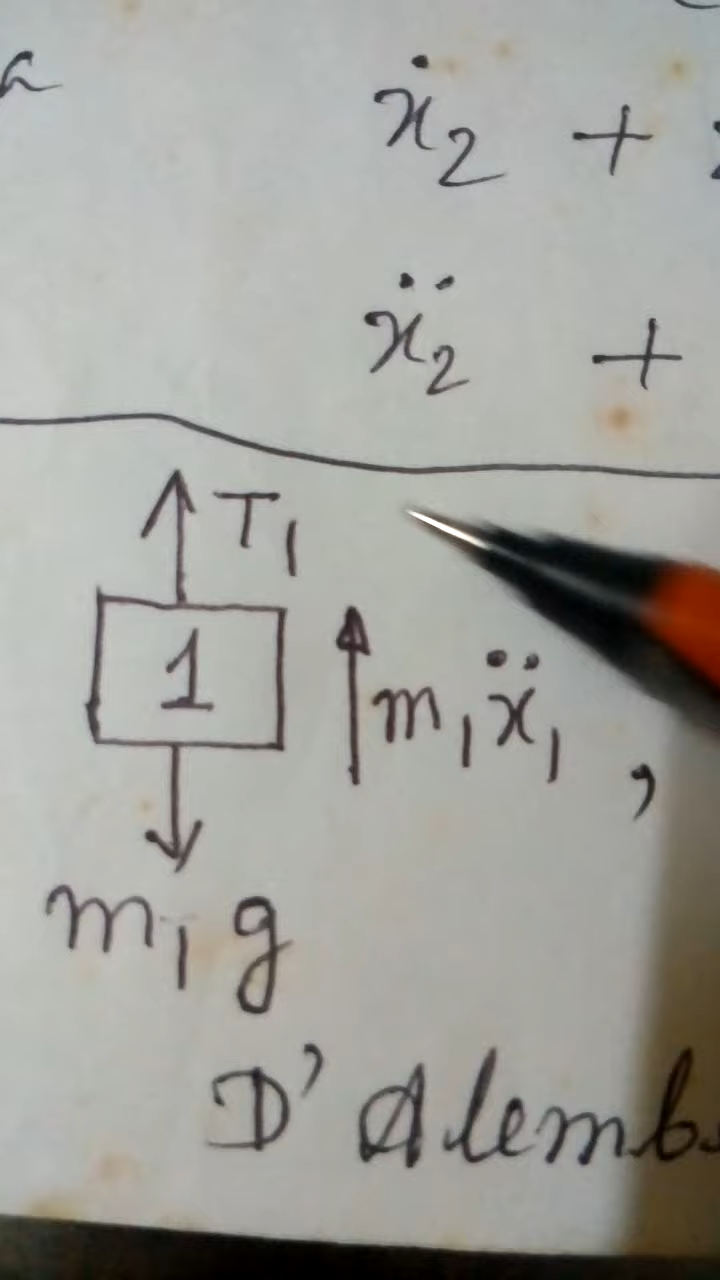 ẋ₂ +
ẍ₂ +
T₁
1
m₁ẍ₁ ,
m₁g
D'Alemb